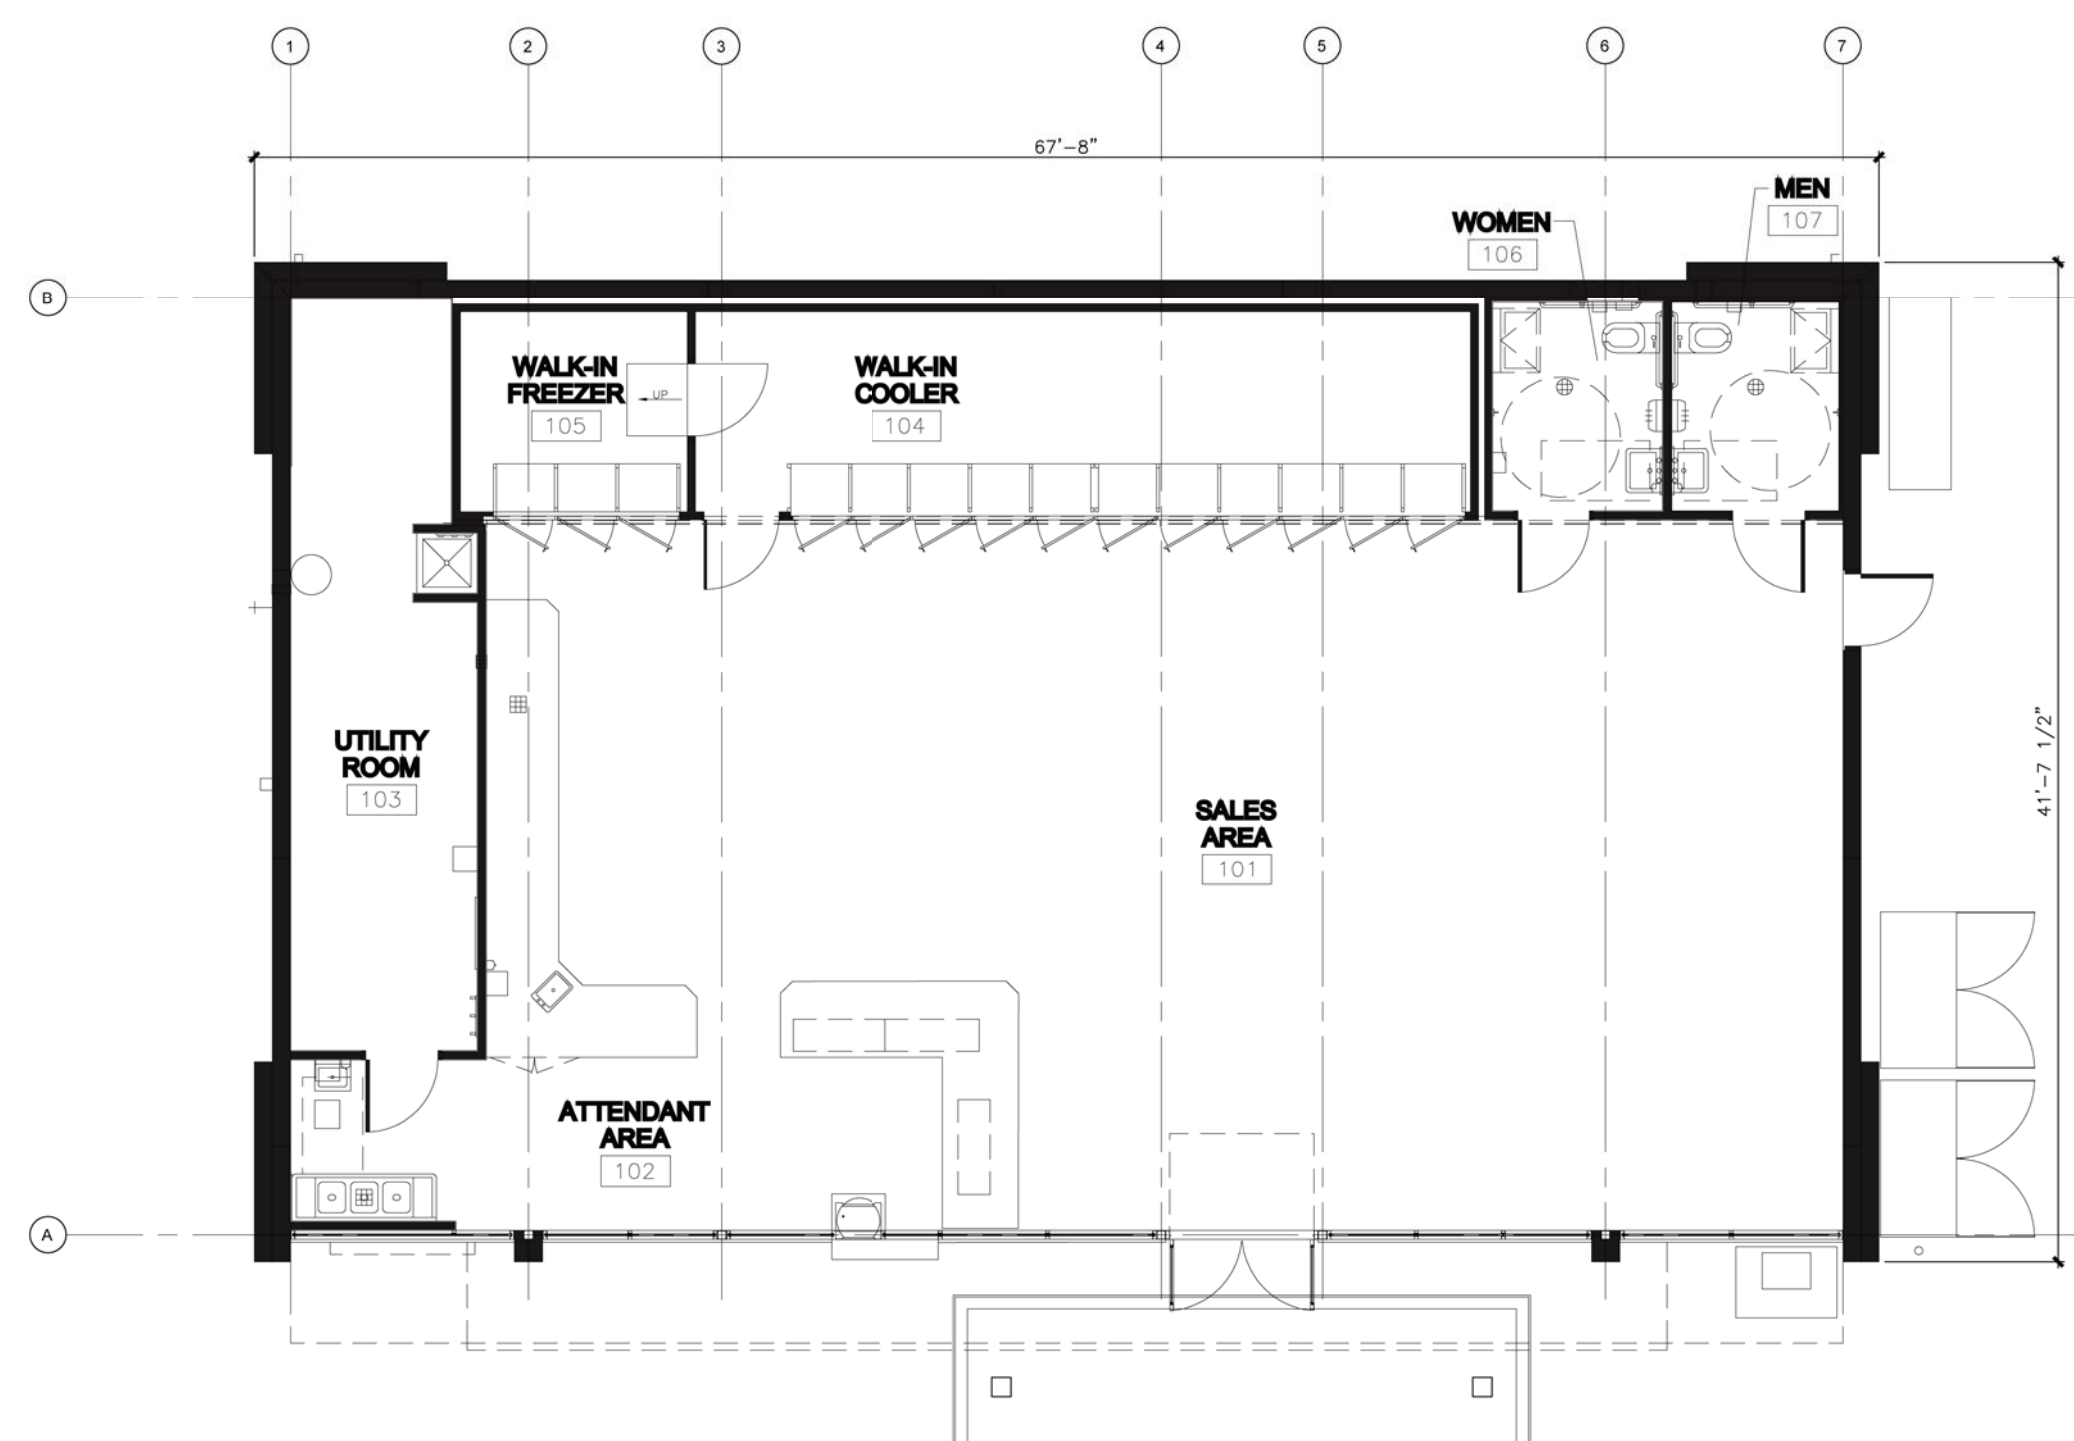 1 2 3 4 5 6 7
67'-8"
MEN
107
WOMEN
106
B
WALK-IN
FREEZER
105
UP
WALK-IN
COOLER
104
UTILITY
ROOM
103
41'-7 1/2"
SALES
AREA
101
ATTENDANT
AREA
102
A